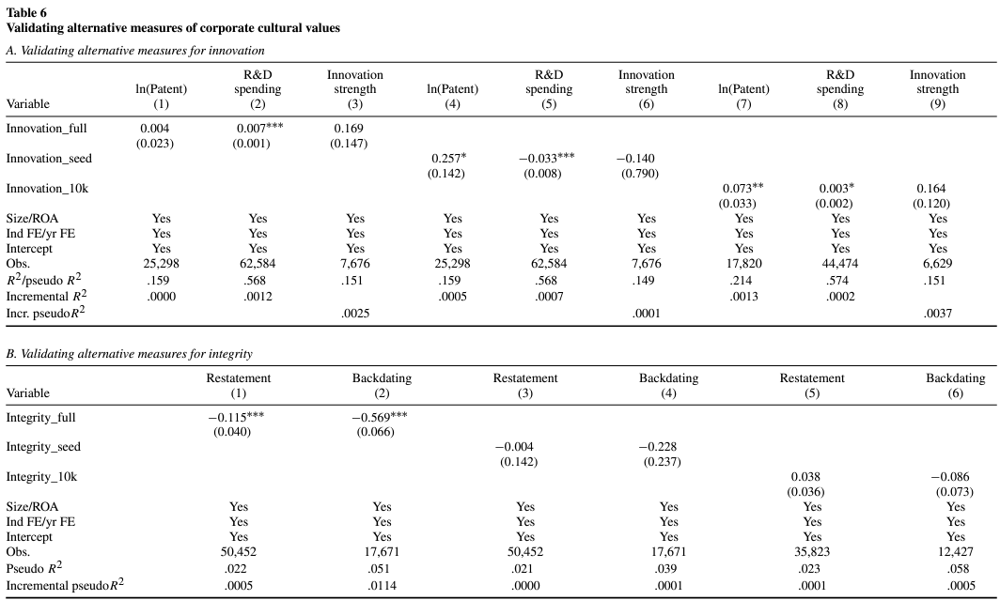 Table 6
Validating alternative measures of corporate cultural values
A. Validating alternative measures for innovation
R&D Innovation R&D Innovation R&D Innovation
ln(Patent) spending strength ln(Patent) spending strength ln(Patent) spending strength
Variable (1) (2) (3) (4) (5) (6) (7) (8) (9)
Innovation_full 0.004 0.007*** 0.169
(0.023) (0.001) (0.147)
Innovation_seed 0.257* −0.033*** −0.140
(0.142) (0.008) (0.790)
Innovation_10k 0.073** 0.003* 0.164
(0.033) (0.002) (0.120)
Size/ROA Yes Yes Yes Yes Yes Yes Yes Yes Yes
Ind FE/yr FE Yes Yes Yes Yes Yes Yes Yes Yes Yes
Intercept Yes Yes Yes Yes Yes Yes Yes Yes Yes
Obs. 25,298 62,584 7,676 25,298 62,584 7,676 17,820 44,474 6,629
R2/pseudo R2 .159 .568 .151 .159 .568 .149 .214 .574 .151
Incremental R2 .0000 .0012 .0005 .0007 .0013 .0002
Incr. pseudoR2 .0025 .0001 .0037
B. Validating alternative measures for integrity
Restatement Backdating Restatement Backdating Restatement Backdating
Variable (1) (2) (3) (4) (5) (6)
Integrity_full −0.115*** −0.569***
(0.040) (0.066)
Integrity_seed −0.004 −0.228
(0.142) (0.237)
Integrity_10k 0.038 −0.086
(0.036) (0.073)
Size/ROA Yes Yes Yes Yes Yes Yes
Ind FE/yr FE Yes Yes Yes Yes Yes Yes
Intercept Yes Yes Yes Yes Yes Yes
Obs. 50,452 17,671 50,452 17,671 35,823 12,427
Pseudo R2 .022 .051 .021 .039 .023 .058
Incremental pseudoR2 .0005 .0114 .0000 .0001 .0001 .0005